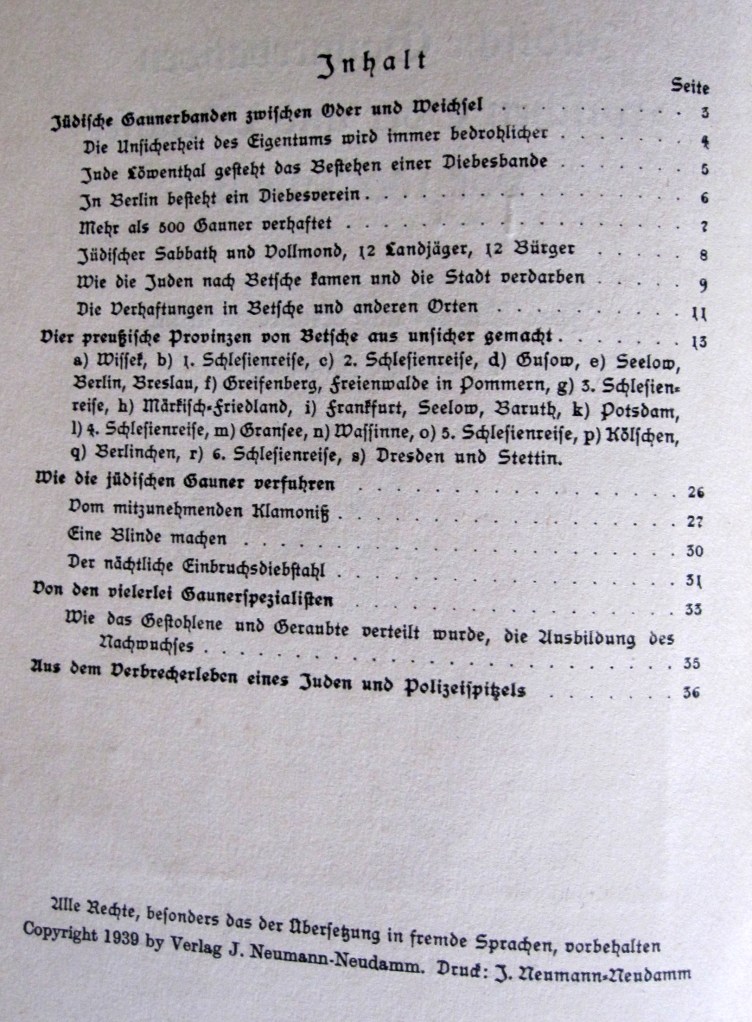 Inhalt
Seite
Jüdische Gaunerbanden zwischen Oder und Weichsel . . . . . . . . . . 3
Die Unsicherheit des Eigentums wird immer bedrohlicher . . . . . . . 4
Jude Löwenthal gesteht das Bestehen einer Diebesbande . . . . . . . 5
In Berlin besteht ein Diebesverein . . . . . . . . . . . . . . . . . 6
Mehr als 500 Gauner verhaftet . . . . . . . . . . . . . . . . . . 7
Jüdischer Sabbath und Vollmond, 12 Landjäger, 12 Bürger . . . . . 8
Wie die Juden nach Betsche kamen und die Stadt verdarben . . . . . 9
Die Verhaftungen in Betsche und anderen Orten . . . . . . . . . . 11
Vier preußische Provinzen von Betsche aus unsicher gemacht . . . . . . . 13
a) Wissek, b) 1. Schlesienreise, c) 2. Schlesienreise, d) Gusow, e) Seelow,
Berlin, Breslau, f) Greifenberg, Freienwalde in Pommern, g) 3. Schlesien-
reise, h) Märkisch-Friedland, i) Frankfurt, Seelow, Baruth, k) Potsdam,
l) 4. Schlesienreise, m) Gransee, n) Massinne, o) 5. Schlesienreise, p) Kölschen,
q) Berlinchen, r) 6. Schlesienreise, s) Dresden und Stettin.
Wie die jüdischen Gauner verfuhren . . . . . . . . . . . . . . . . 26
Vom mitzunehmenden Klamoniß . . . . . . . . . . . . . . . . . 27
Eine Blinde machen . . . . . . . . . . . . . . . . . . . . . . 30
Der nächtliche Einbruchsdiebstahl . . . . . . . . . . . . . . . . . 31
Von den vielerlei Gaunerspezialisten . . . . . . . . . . . . . . . . 33
Wie das Gestohlene und Geraubte verteilt wurde, die Ausbildung des
Nachwuchses . . . . . . . . . . . . . . . . . . . . . . . . 35
Aus dem Verbrecherleben eines Juden und Polizeispitzels . . . . . . . 36
Alle Rechte, besonders das der Übersetzung in fremde Sprachen, vorbehalten
Copyright 1939 by Verlag J. Neumann-Neudamm. Druck: J. Neumann-Neudamm